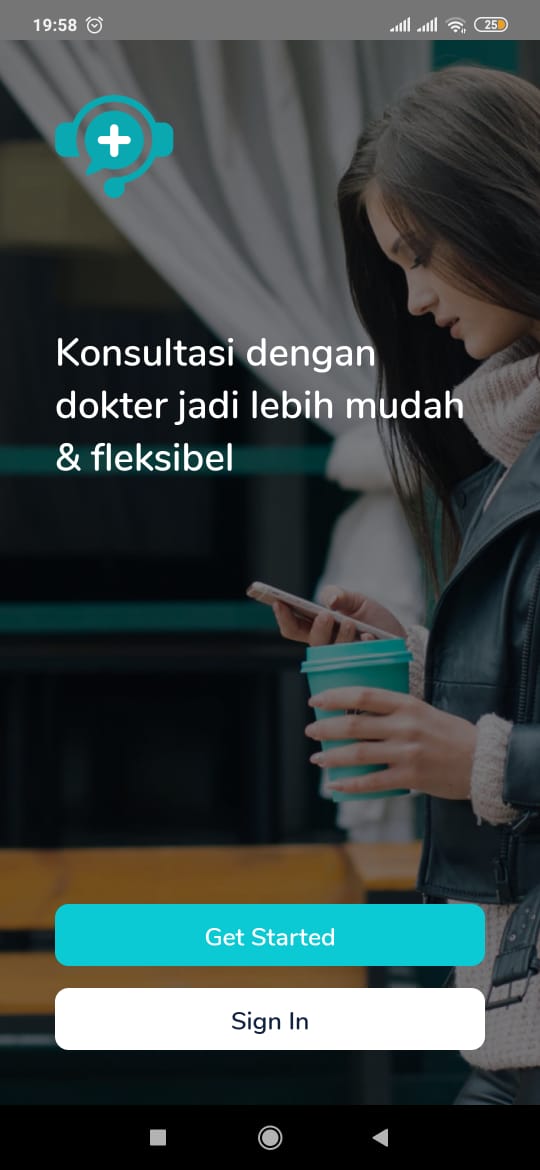 19:58
25
Konsultasi dengan
dokter jadi lebih mudah
& fleksibel
Get Started
Sign In